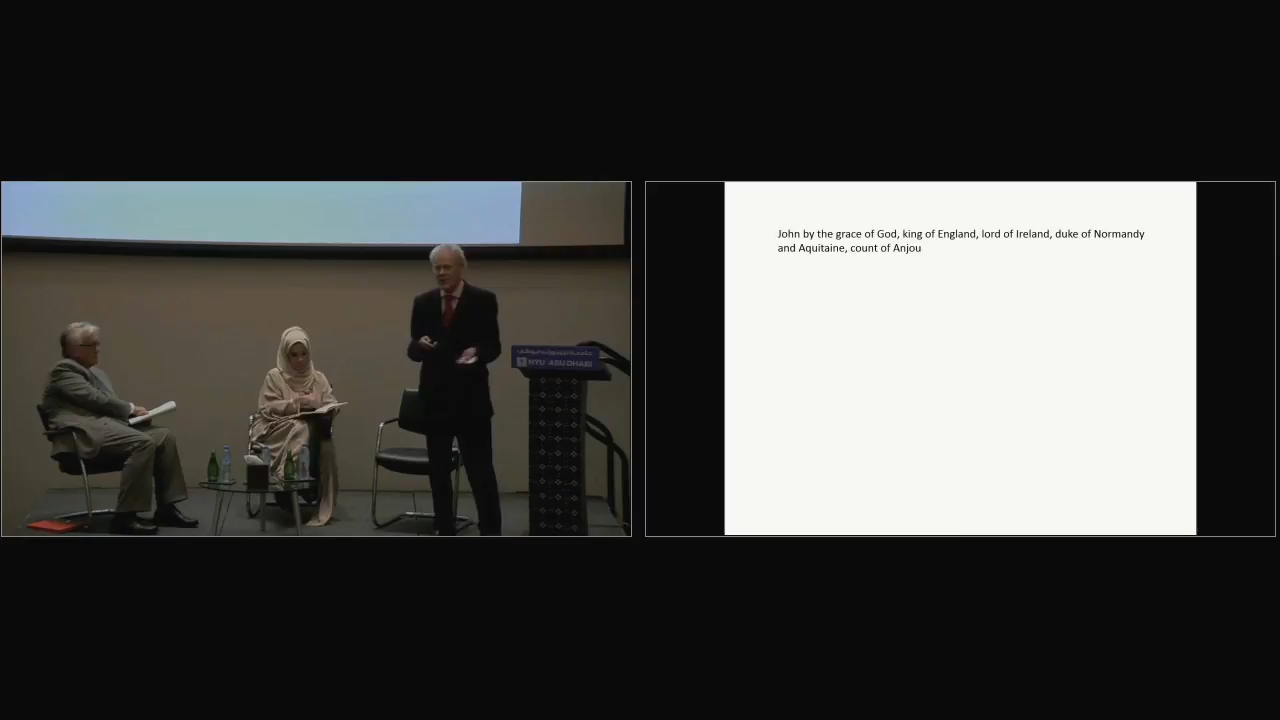 NYU ABU DHABI
John by the grace of God, king of England, lord of Ireland, duke of Normandy
and Aquitaine, count of Anjou